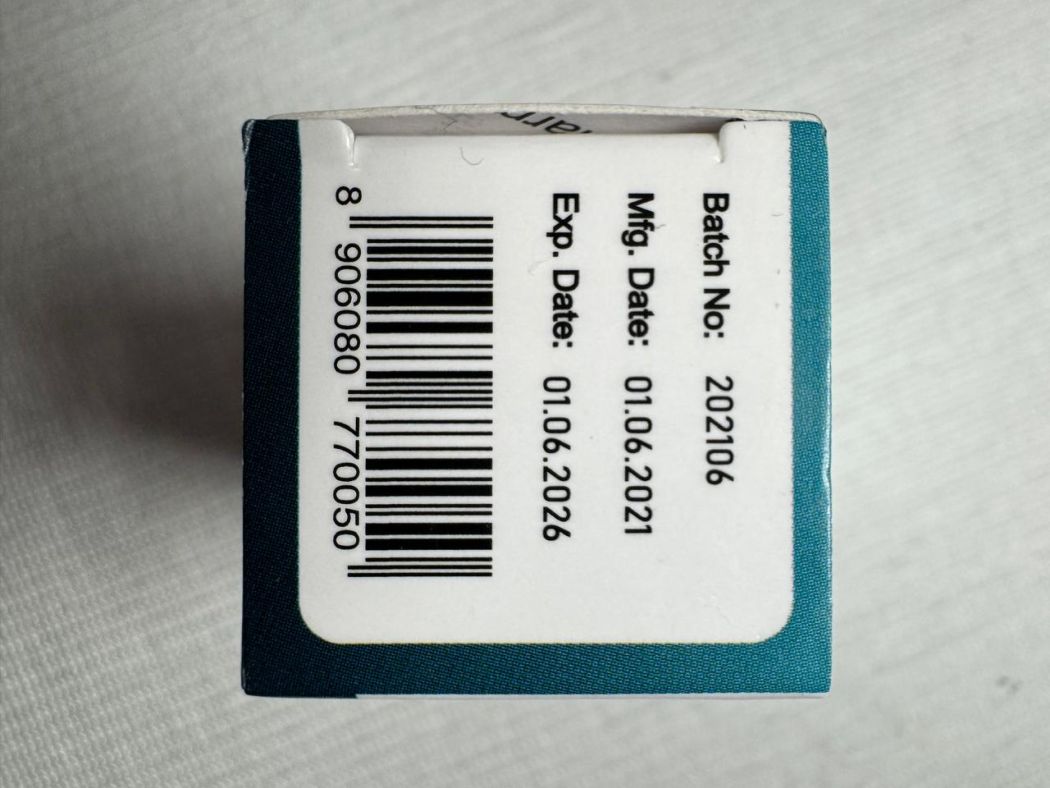 Batch No: 202106
Mfg. Date: 01.06.2021
Exp. Date: 01.06.2026
8 906080 770050